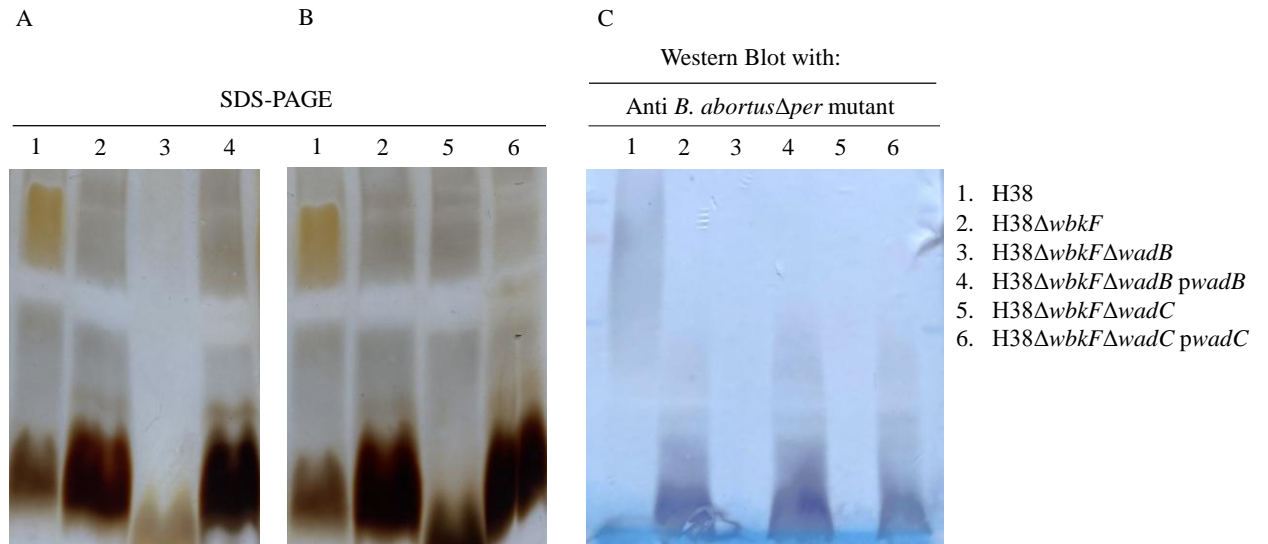 A B C
Western Blot with:
SDS-PAGE
Anti B. abortusΔper mutant
1 2 3 4 1 2 5 6 1 2 3 4 5 6
1. H38
2. H38ΔwbkF
3. H38ΔwbkFΔwadB
4. H38ΔwbkFΔwadB pwadB
5. H38ΔwbkFΔwadC
6. H38ΔwbkFΔwadC pwadC